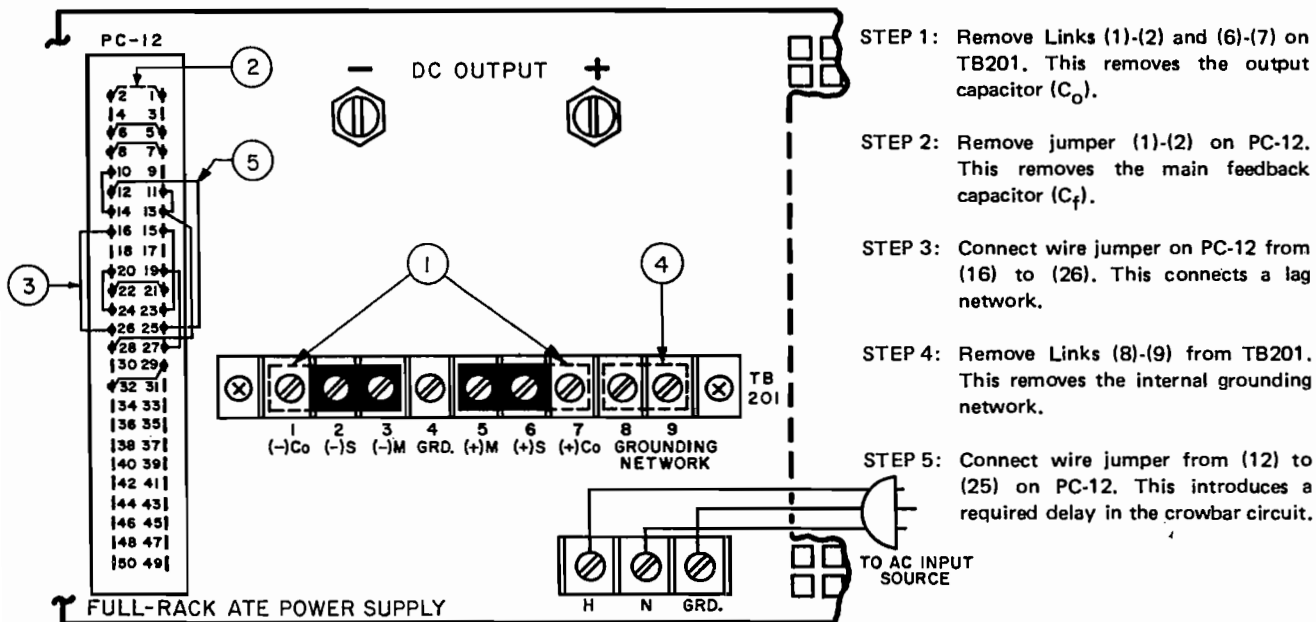 PC-12
2
5
3
1
4
2 1
4 3
6 5
8 7
10 9
12 11
14 13
16 15
18 17
20 19
22 21
24 23
26 25
28 27
30 29
32 31
34 33
36 35
38 37
40 39
42 41
44 43
46 45
48 47
50 49
− DC OUTPUT +
TB
201
1 2 3 4 5 6 7 8 9
(-)Co (-)S (-)M GRD. (+)M (+)S (+)Co GROUNDING
NETWORK
H N GRD.
TO AC INPUT
SOURCE
FULL-RACK ATE POWER SUPPLY
STEP 1: Remove Links (1)-(2) and (6)-(7) on
TB201. This removes the output
capacitor (Co).
STEP 2: Remove jumper (1)-(2) on PC-12.
This removes the main feedback
capacitor (Cf).
STEP 3: Connect wire jumper on PC-12 from
(16) to (26). This connects a lag
network.
STEP 4: Remove Links (8)-(9) from TB201.
This removes the internal grounding
network.
STEP 5: Connect wire jumper from (12) to
(25) on PC-12. This introduces a
required delay in the crowbar circuit.